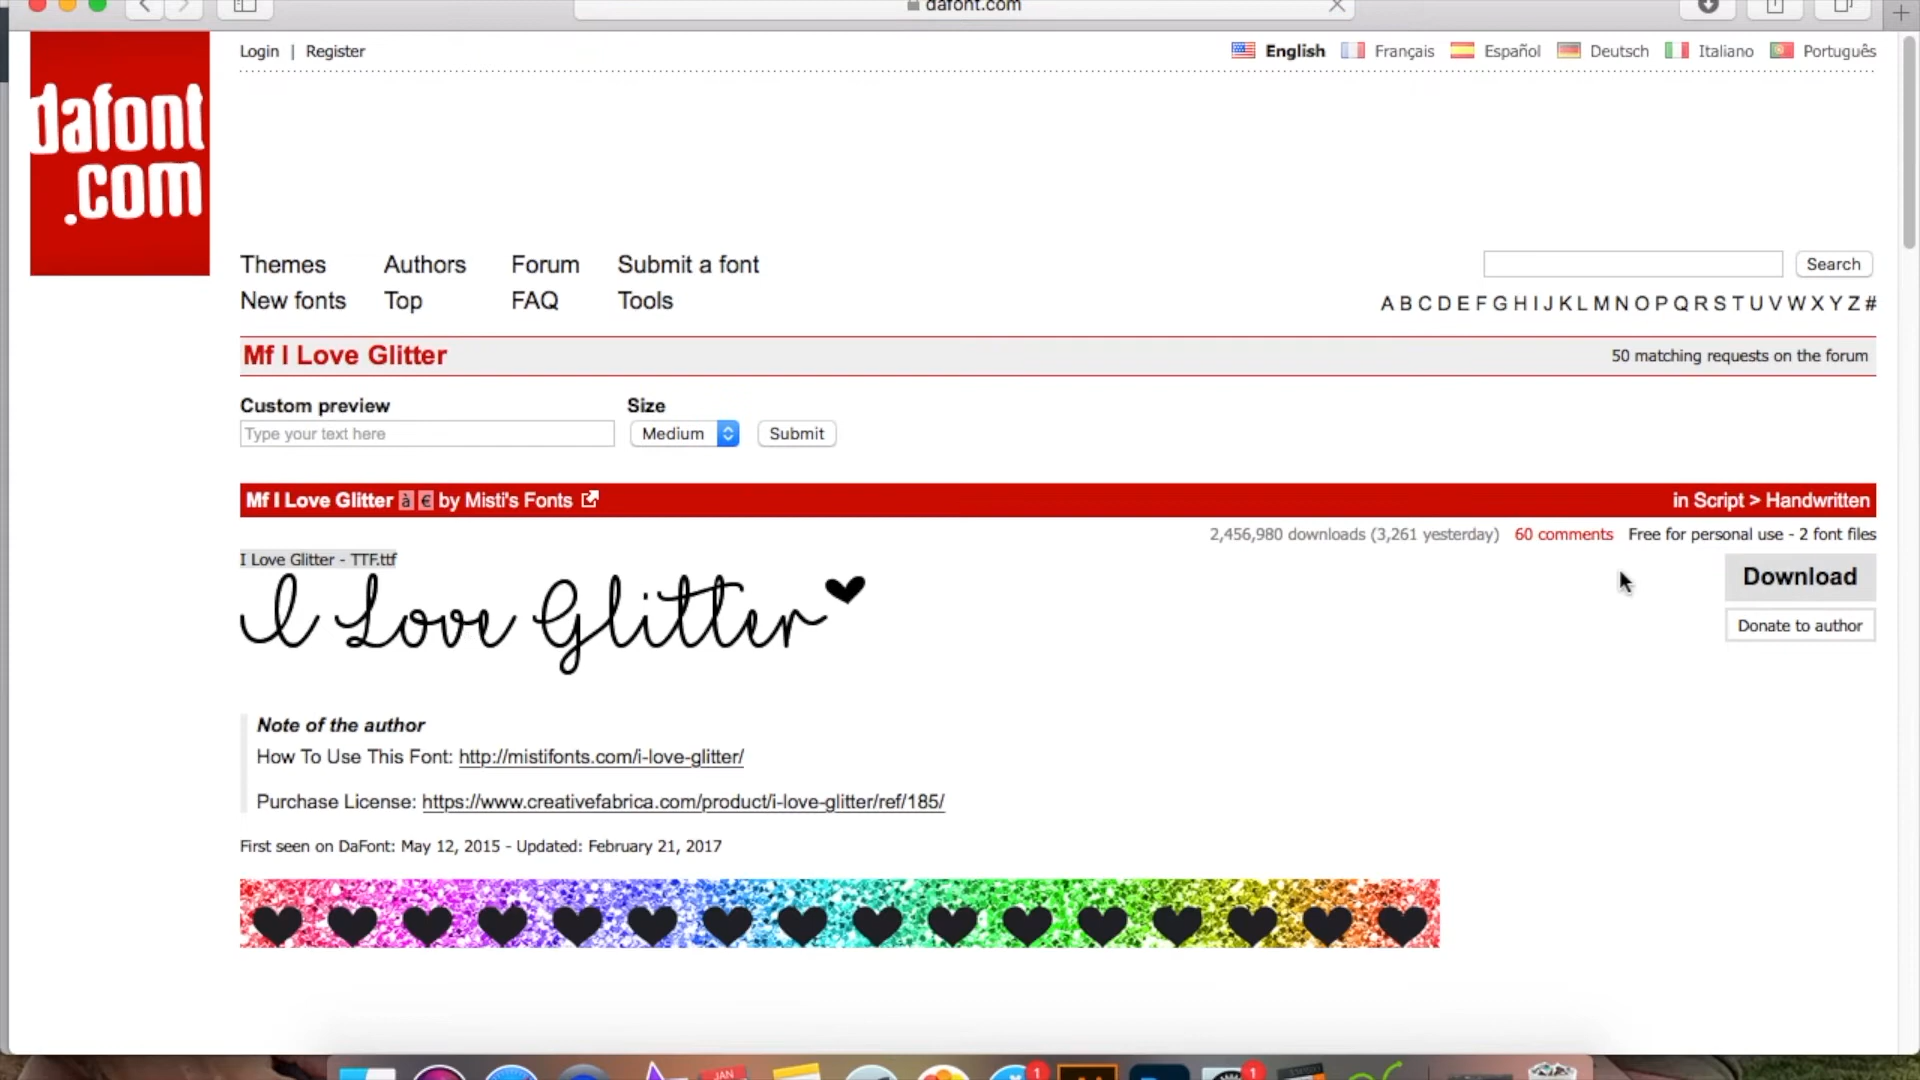 dafont.com
Login | Register
English Français Español Deutsch Italiano Português
dafont
.com
Themes Authors Forum Submit a font
Search
New fonts Top FAQ Tools
A B C D E F G H I J K L M N O P Q R S T U V W X Y Z #
Mf I Love Glitter
50 matching requests on the forum
Custom preview Size
Type your text here Medium Submit
Mf I Love Glitter à € by Misti's Fonts
in Script > Handwritten
2,456,980 downloads (3,261 yesterday) 60 comments Free for personal use - 2 font files
I Love Glitter - TTF.ttf
Download
I Love Glitter
Donate to author
Note of the author
How To Use This Font: http://mistifonts.com/i-love-glitter/
Purchase License: https://www.creativefabrica.com/product/i-love-glitter/ref/185/
First seen on DaFont: May 12, 2015 - Updated: February 21, 2017
JAN
1
1